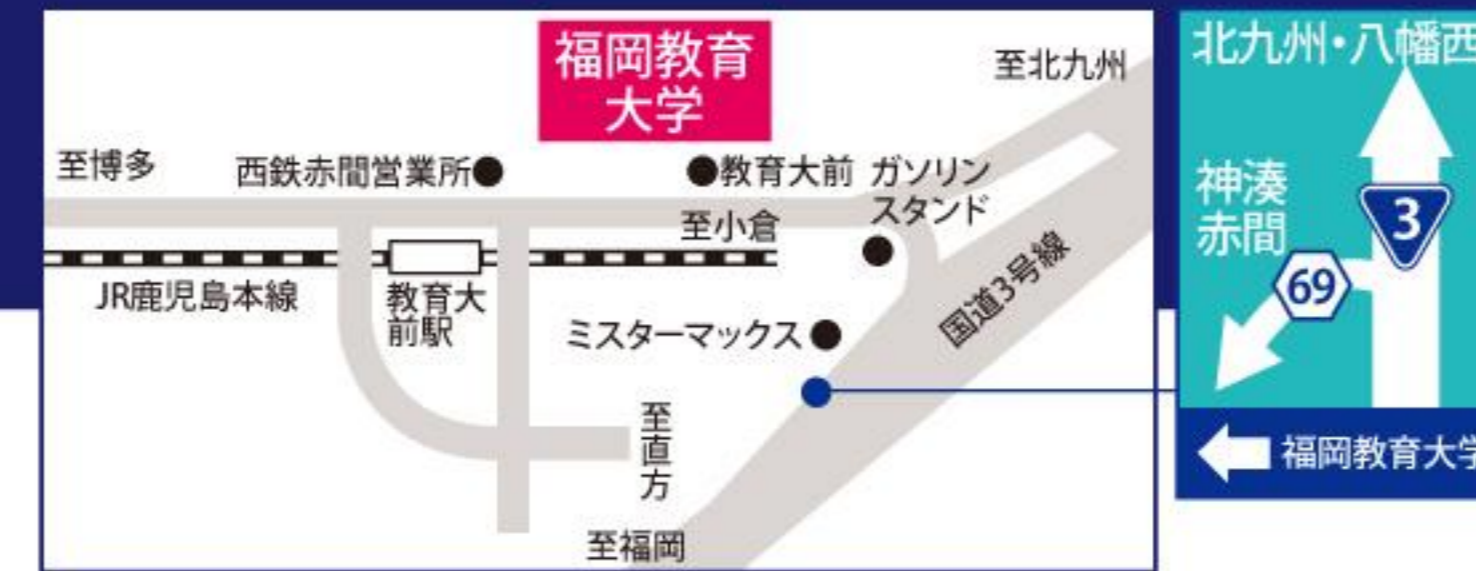 福岡教育
大学
至北九州
至博多
西鉄赤間営業所
教育大前
ガソリン
スタンド
至小倉
JR鹿児島本線
教育大
前駅
国道3号線
ミスターマックス
至直方
至福岡
北九州・八幡西
神湊
赤間
3
69
福岡教育大学